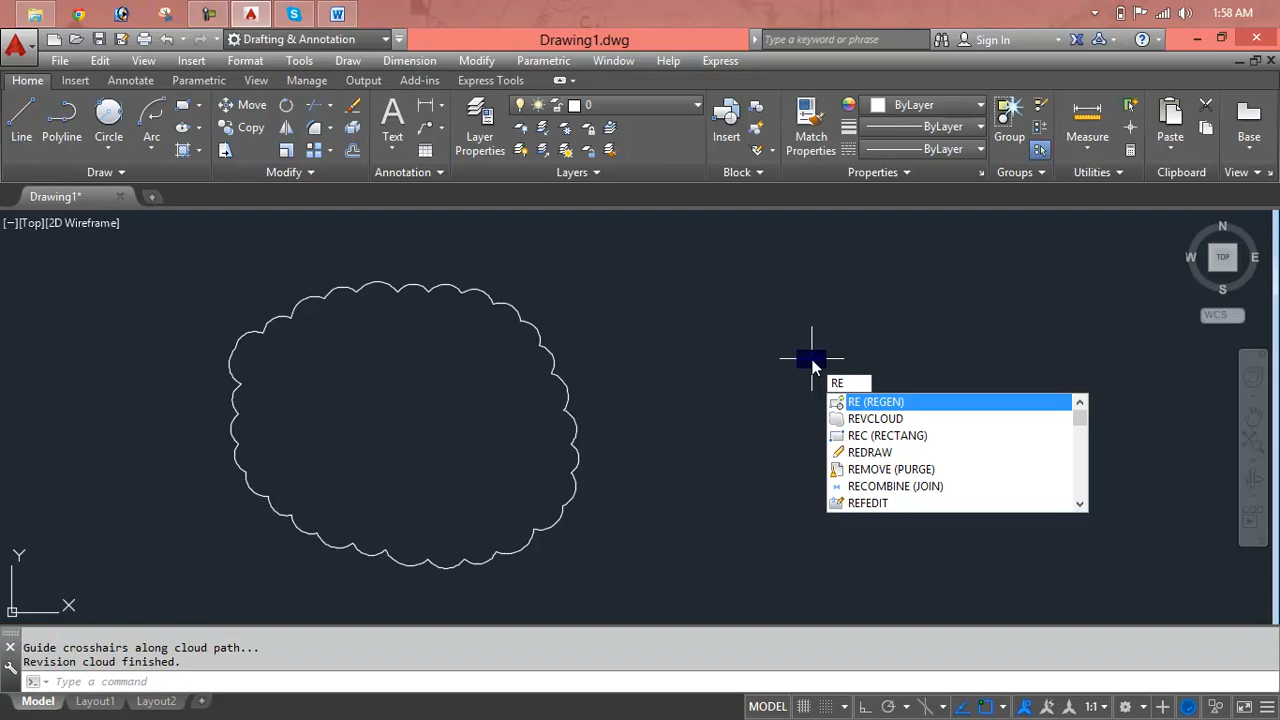 1:58 AM
Drafting & Annotation
Drawing1.dwg
Type a keyword or phrase
Sign In
File Edit View Insert Format Tools Draw Dimension Modify Parametric Window Help Express
Home Insert Annotate Parametric View Manage Output Add-ins Express Tools
Move
Copy
Line Polyline Circle Arc
Text
Layer
Properties
0
Insert
Match
Properties
ByLayer
ByLayer
ByLayer
Group
Measure
Paste
Base
Draw Modify Annotation Layers Block Properties Groups Utilities Clipboard View
Drawing1*
[−][Top][2D Wireframe]
N
W TOP E
S
WCS
RE
RE (REGEN)
REVCLOUD
REC (RECTANG)
REDRAW
REMOVE (PURGE)
RECOMBINE (JOIN)
REFEDIT
Y
X
Guide crosshairs along cloud path...
Revision cloud finished.
Type a command
Model Layout1 Layout2
MODEL
1:1